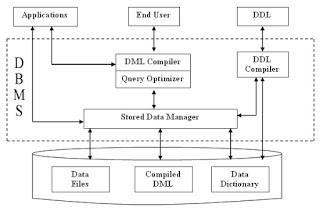 Applications
End User
DDL
DBMS
DML Compiler
Query Optimizer
DDL
Compiler
Stored Data Manager
Data
Files
Compiled
DML
Data
Dictionary